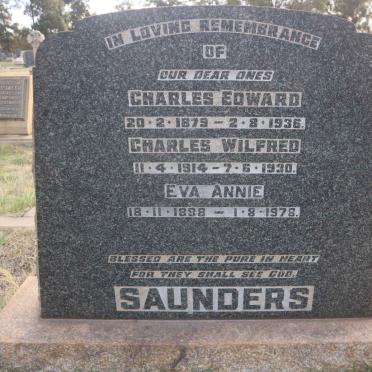 IN LOVING REMEMBRANCE
OF
OUR DEAR ONES
CHARLES EDWARD
20·2·1879 – 2·8·1936.
CHARLES WILFRED
11·4·1914 – 7·6·1930.
EVA ANNIE
18·11·1888 – 1·8·1978.
BLESSED ARE THE PURE IN HEART
FOR THEY SHALL SEE GOD.
SAUNDERS